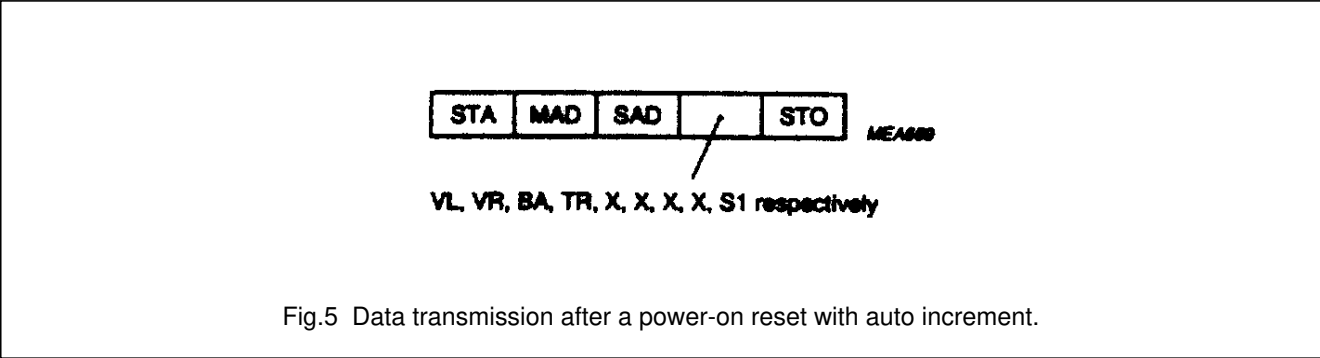 STA MAD SAD STO
VL, VR, BA, TR, X, X, X, X, S1 respectively
Fig.5 Data transmission after a power-on reset with auto increment.